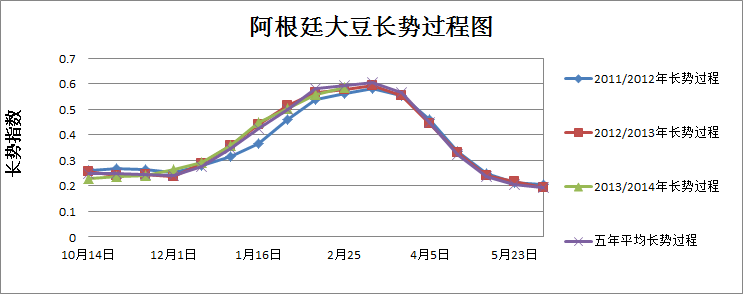 阿根廷大豆长势过程图
长势指数
0.7
0.6
0.5
0.4
0.3
0.2
0.1
0
10月14日
12月1日
1月16日
2月25
4月5日
5月23日
2011/2012年长势过程
2012/2013年长势过程
2013/2014年长势过程
五年平均长势过程